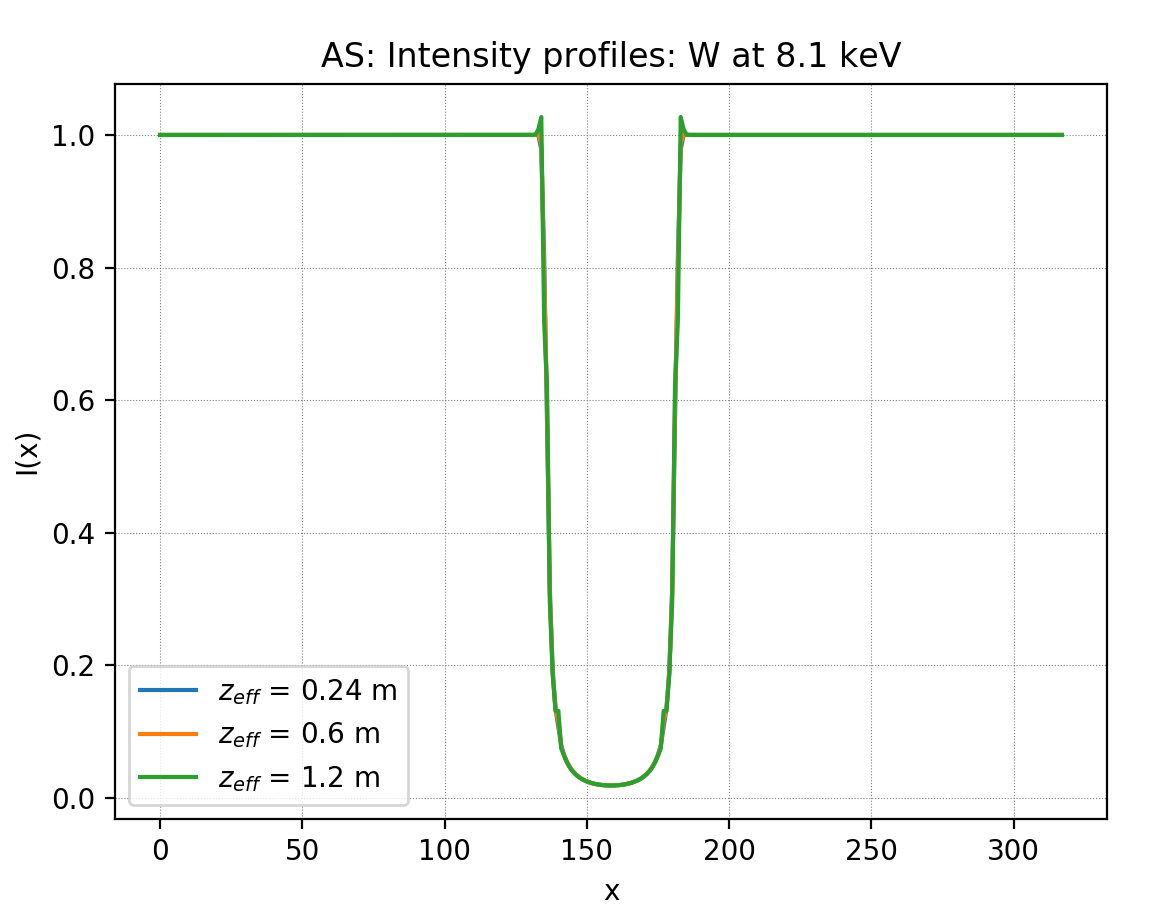 AS: Intensity profiles: W at 8.1 keV
I(x)
1.0
0.8
0.6
0.4
0.2
0.0
z_eff = 0.24 m
z_eff = 0.6 m
z_eff = 1.2 m
0 50 100 150 200 250 300
x